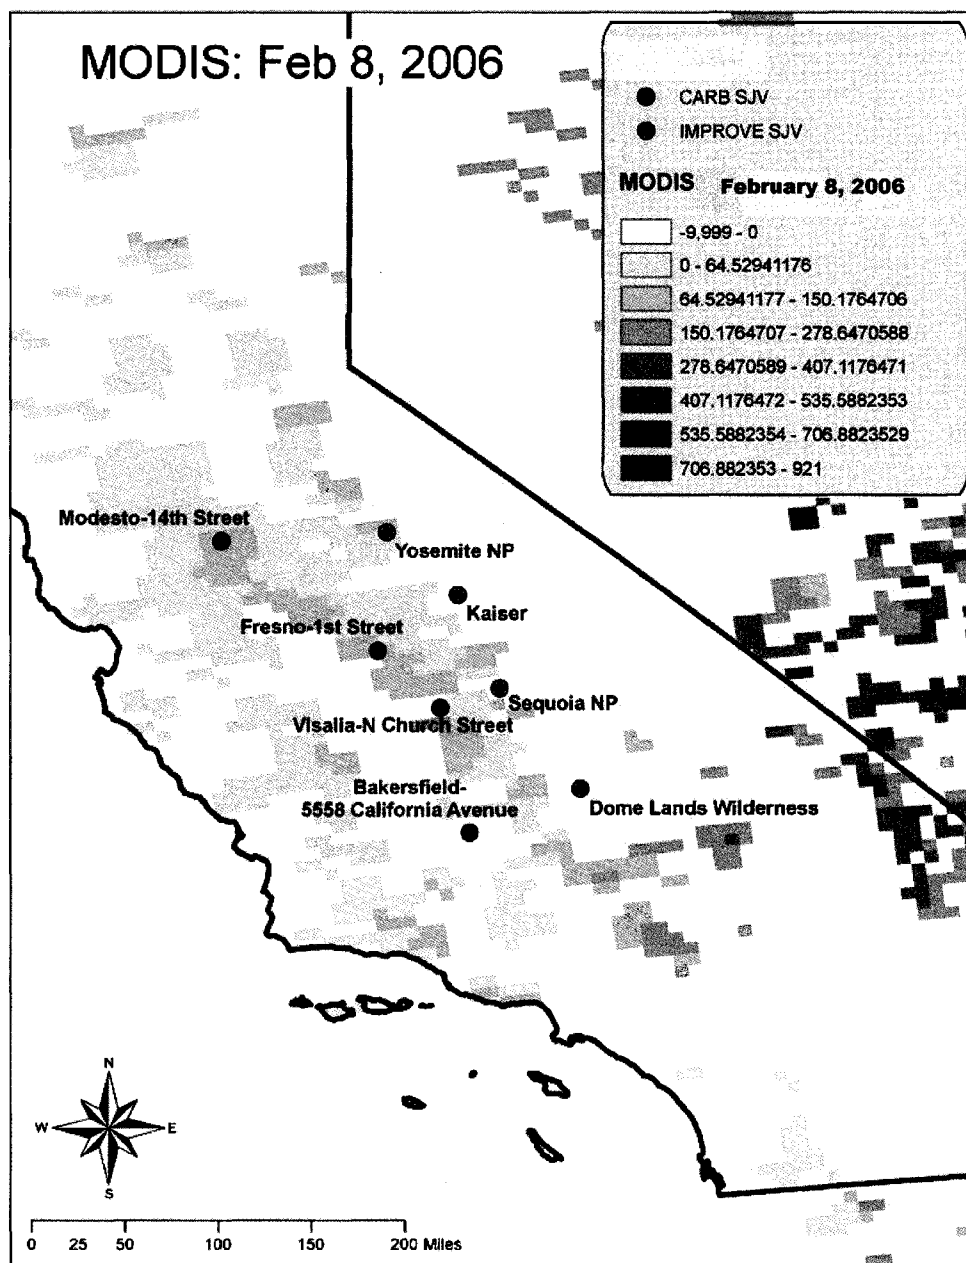 MODIS: Feb 8, 2006
CARB SJV
IMPROVE SJV
MODIS February 8, 2006
-9,999 - 0
0 - 64.52941176
64.52941177 - 150.1764706
150.1764707 - 278.6470588
278.6470589 - 407.1176471
407.1176472 - 535.5882353
535.5882354 - 706.8823529
706.882353 - 921
Modesto-14th Street
Yosemite NP
Kaiser
Fresno-1st Street
Sequoia NP
Visalia-N Church Street
Bakersfield-
5558 California Avenue
Dome Lands Wilderness
N
W
E
S
0 25 50 100 150 200 Miles